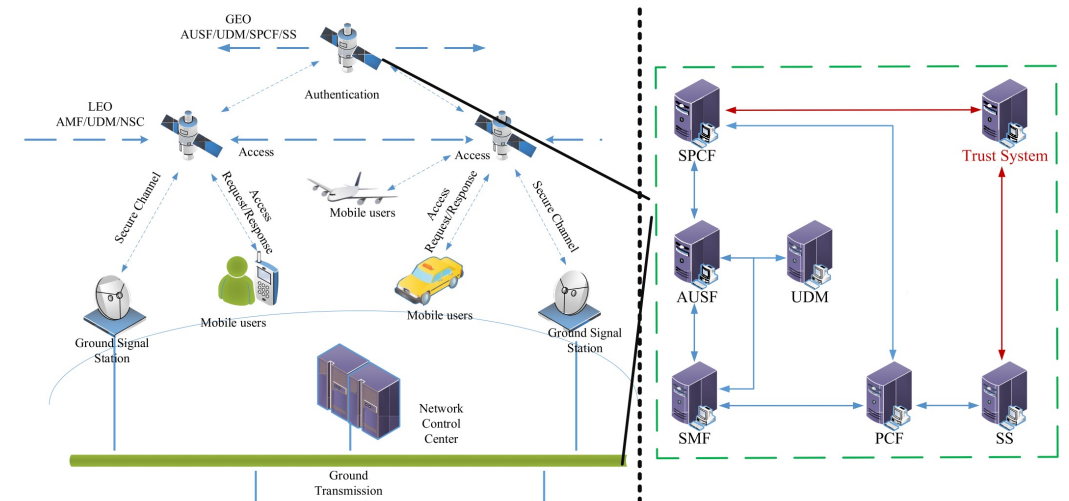 GEO
AUSF/UDM/SPCF/SS
Authentication
LEO
AMF/UDM/NSC
Access
Access
Secure Channel
Access
Request/Response
Mobile users
Access
Request/Response
Secure Channel
Mobile users
Mobile users
Ground Signal
Station
Ground Signal
Station
Network
Control
Center
Ground
Transmission
SPCF
Trust System
AUSF
UDM
SMF
PCF
SS